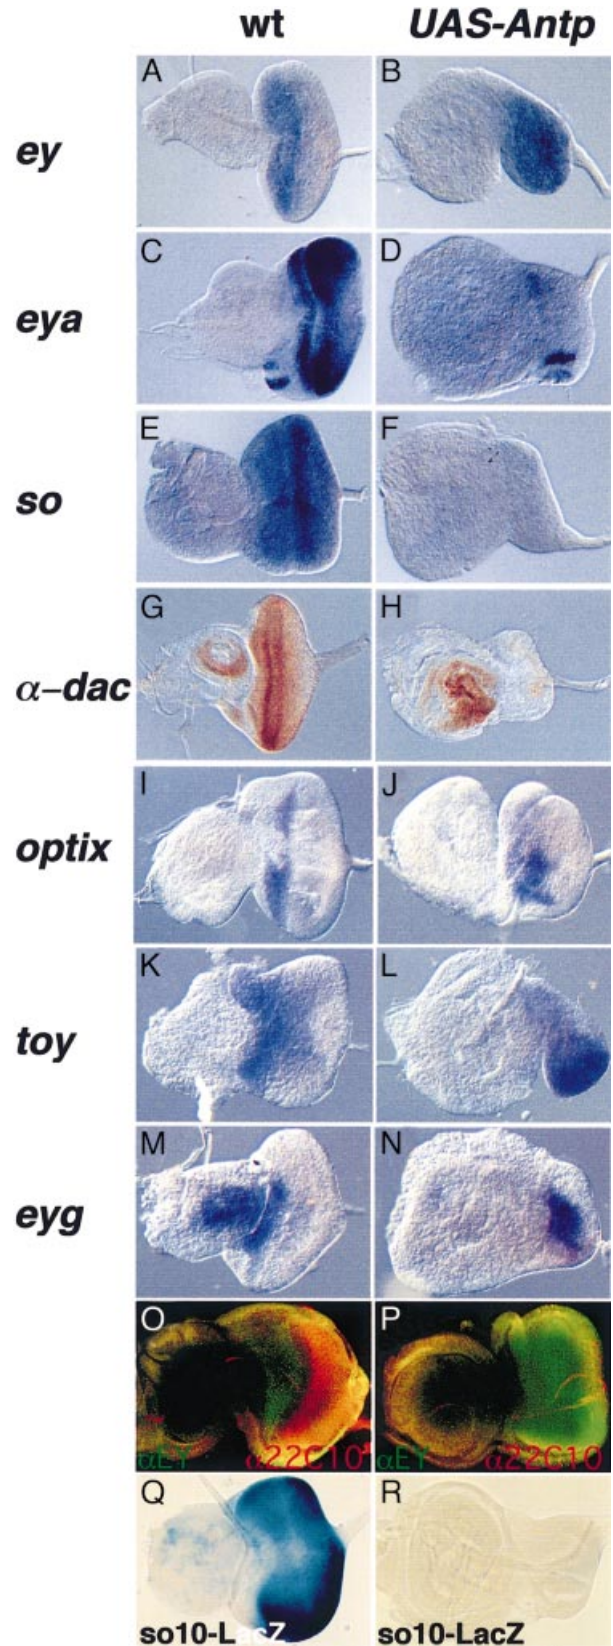 wt UAS-Antp
A B
ey
C D
eya
E F
so
G H
α–dac
I J
optix
K L
toy
M N
eyg
O P
αEY α22C10 αEY α22C10
Q R
so10-LacZ so10-LacZ